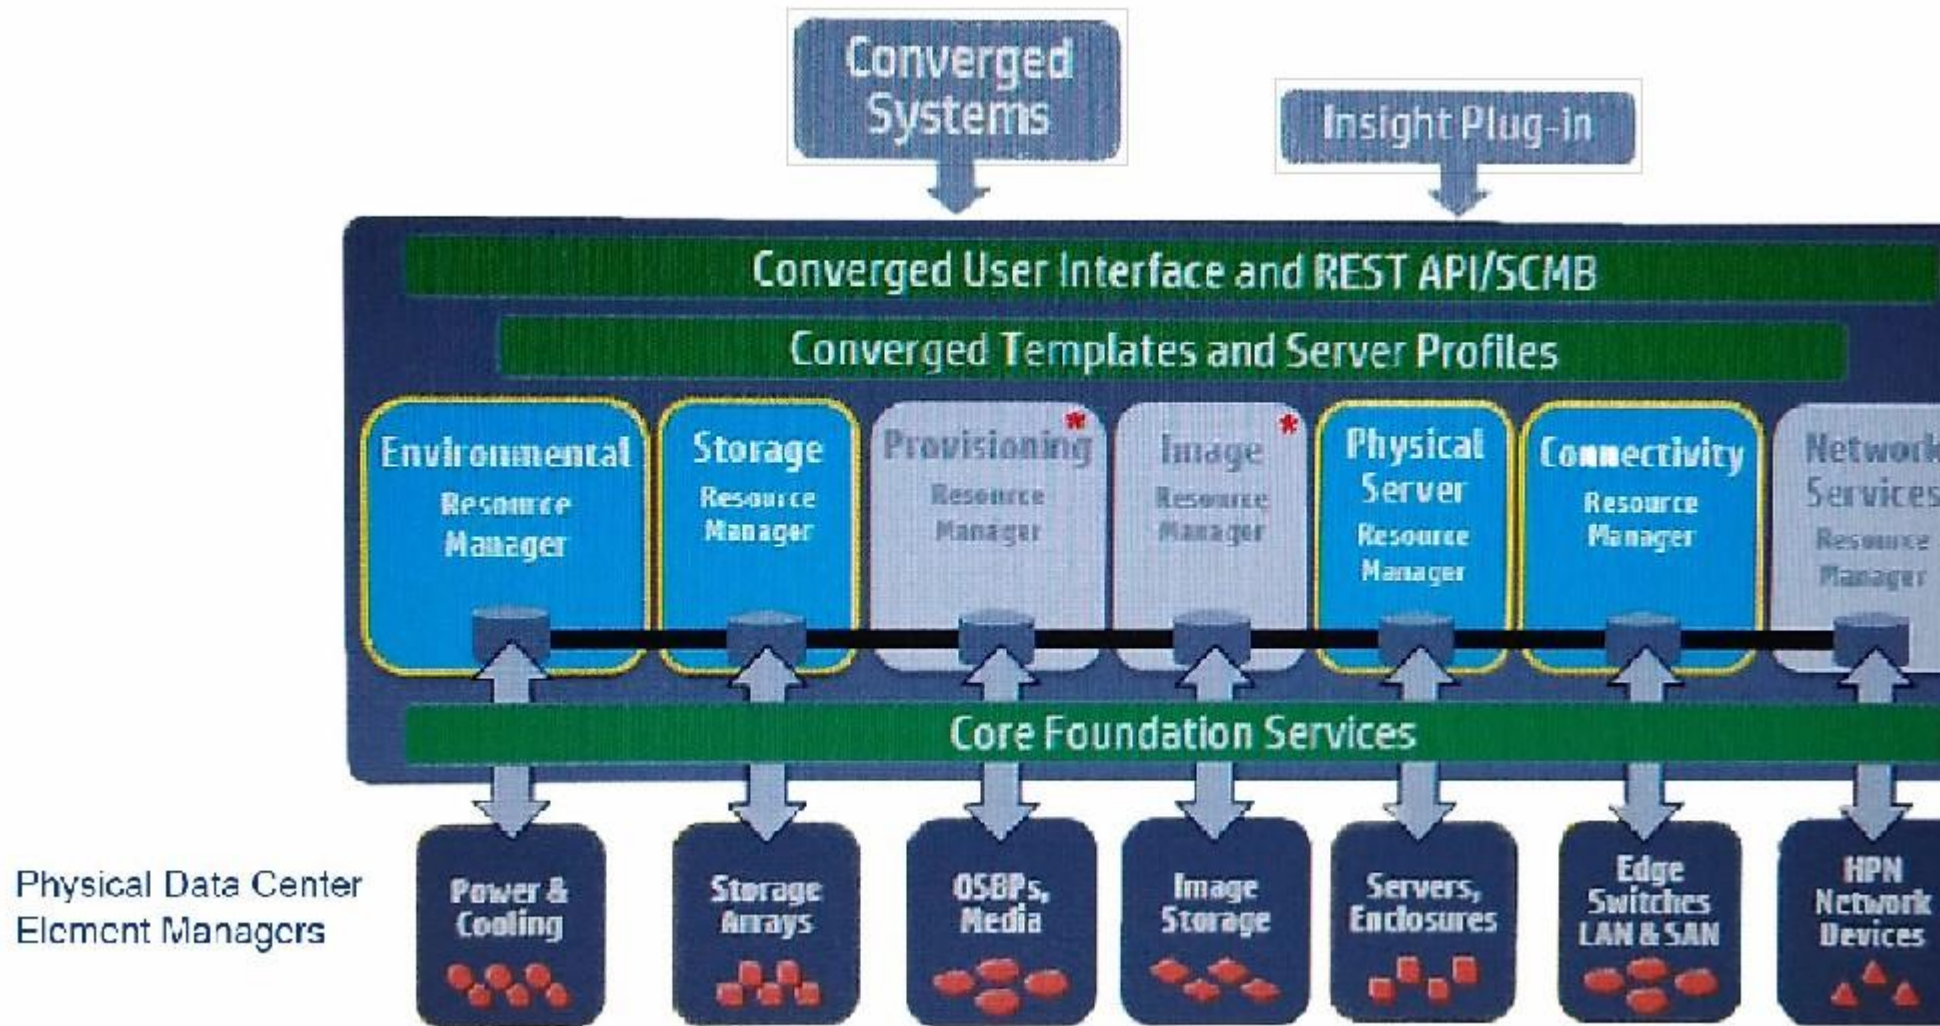 Converged
Systems
Insight Plug-in
Converged User Interface and REST API/SCMB
Converged Templates and Server Profiles
Environmental
Resource
Manager
Storage
Resource
Manager
Provisioning *
Resource
Manager
Image *
Resource
Manager
Physical
Server
Resource
Manager
Connectivity
Resource
Manager
Network
Services
Resource
Manager
Core Foundation Services
Physical Data Center
Element Managers
Power &
Cooling
Storage
Arrays
OSBPs,
Media
Image
Storage
Servers,
Enclosures
Edge
Switches
LAN & SAN
HPN
Network
Devices